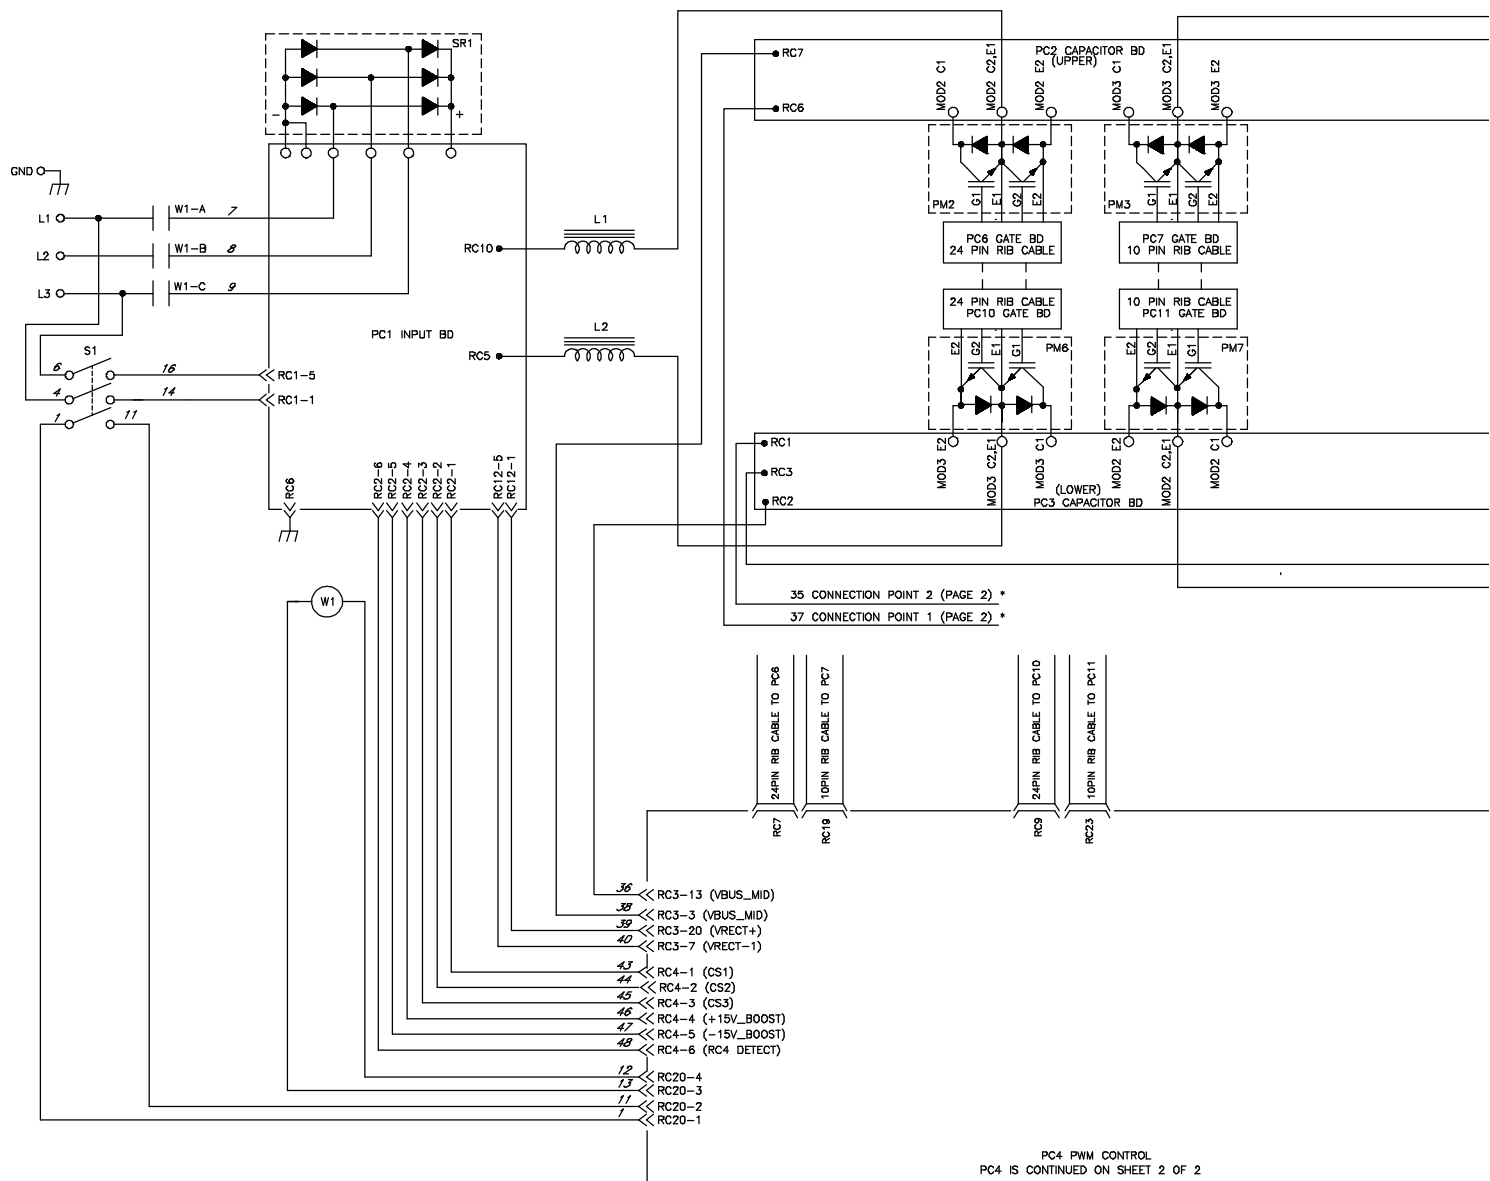 SR1
-
+
GND
L1
W1-A
7
L2
W1-B
8
L3
W1-C
9
PC1 INPUT BD
S1
6
16
RC1-5
4
14
RC1-1
1
11
RC6
RC2-6
RC2-5
RC2-4
RC2-3
RC2-2
RC2-1
RC12-5
RC12-1
RC10
L1
RC5
L2
W1
RC7
RC6
PC2 CAPACITOR BD
(UPPER)
MOD2 C1
MOD2 C2,E1
MOD2 E2
MOD3 C1
MOD3 C2,E1
MOD3 E2
PM2
G1
E1
G2
E2
PM3
G1
E1
G2
E2
PC6 GATE BD
24 PIN RIB CABLE
PC7 GATE BD
10 PIN RIB CABLE
24 PIN RIB CABLE
PC10 GATE BD
10 PIN RIB CABLE
PC11 GATE BD
E2
G2
E1
G1
PM6
E2
G2
E1
G1
PM7
RC1
RC3
RC2
MOD3 E2
MOD3 C2,E1
MOD3 C1
MOD2 E2
MOD2 C2,E1
MOD2 C1
(LOWER)
PC3 CAPACITOR BD
35 CONNECTION POINT 2 (PAGE 2) *
37 CONNECTION POINT 1 (PAGE 2) *
24PIN RIB CABLE TO PC6
10PIN RIB CABLE TO PC7
24PIN RIB CABLE TO PC10
10PIN RIB CABLE TO PC11
RC7
RC19
RC9
RC23
36 RC3-13 (VBUS_MID)
38 RC3-3 (VBUS_MID)
39 RC3-20 (VRECT+)
40 RC3-7 (VRECT-1)
43 RC4-1 (CS1)
44 RC4-2 (CS2)
45 RC4-3 (CS3)
46 RC4-4 (+15V_BOOST)
47 RC4-5 (-15V_BOOST)
48 RC4-6 (RC4 DETECT)
12 RC20-4
13 RC20-3
11 RC20-2
1 RC20-1
PC4 PWM CONTROL
PC4 IS CONTINUED ON SHEET 2 OF 2